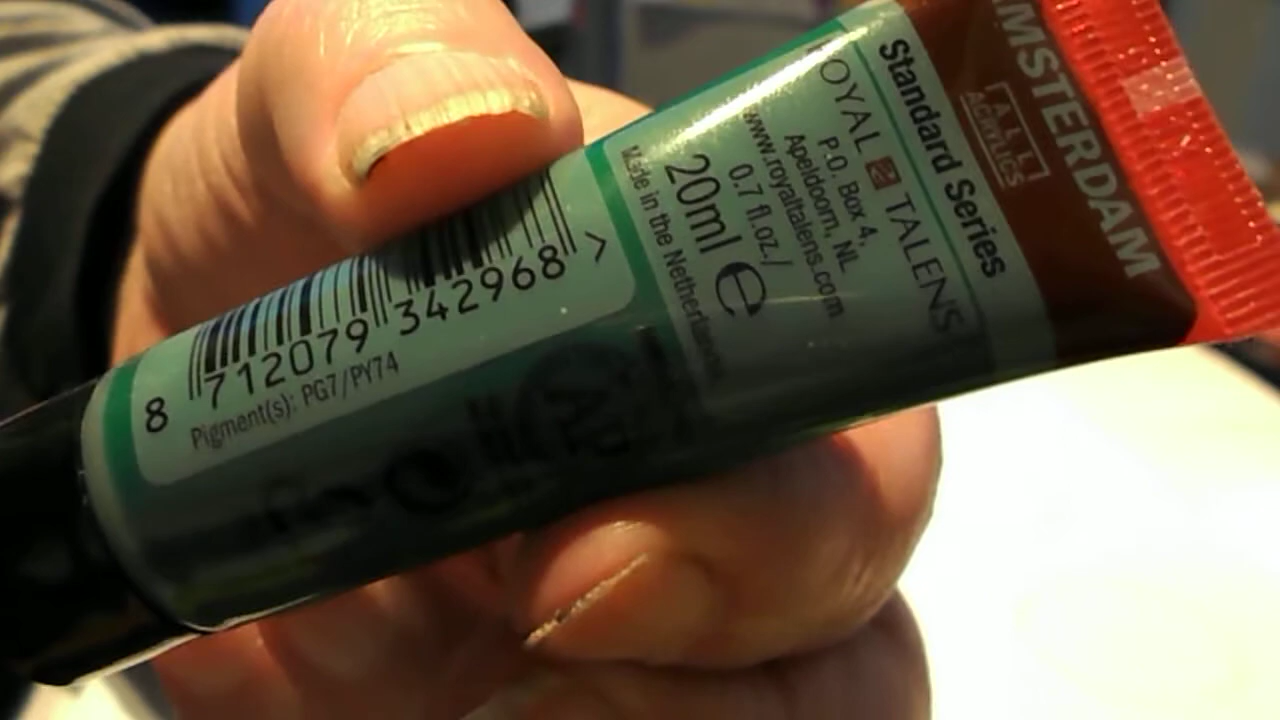 AMSTERDAM
ALL
ACRYLICS
Standard Series
ROYAL TALENS
P.O. Box 4,
Apeldoorn, NL
www.royaltalens.com
0.7 fl.oz./
20ml e
Made in the Netherlands
8 712079 342968 >
Pigment(s): PG7/PY74
AP